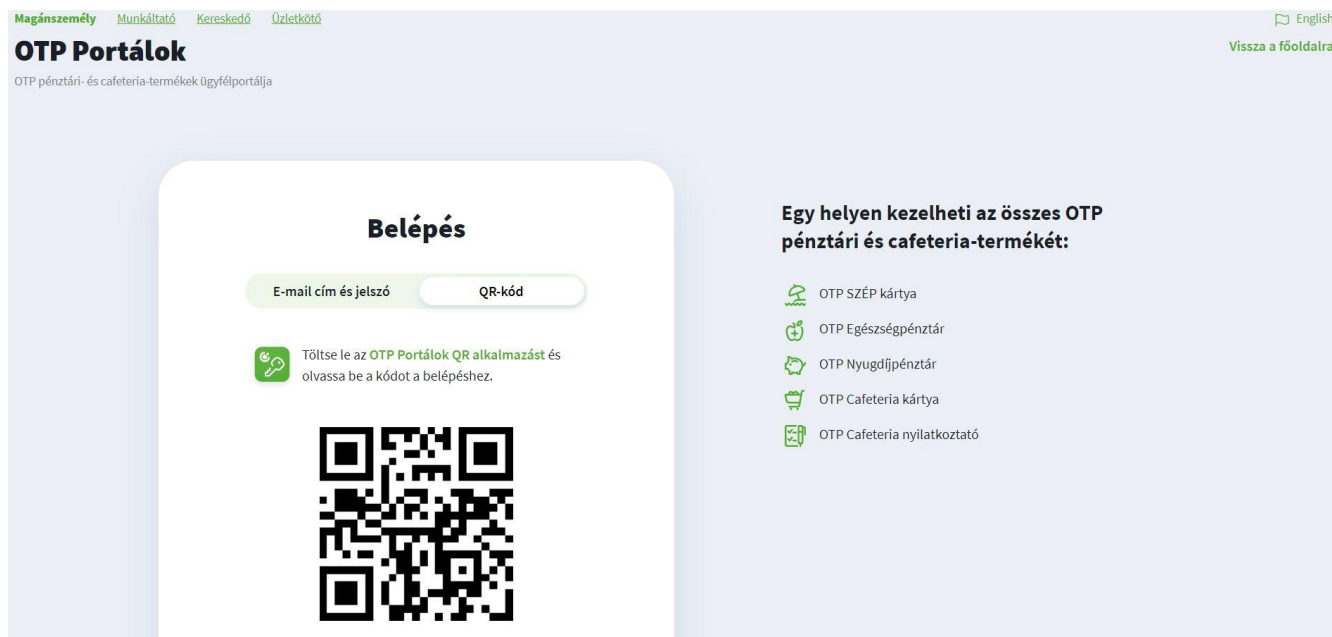 Magánszemély Munkáltató Kereskedő Üzletkötő
English
OTP Portálok
Vissza a főoldalra
OTP pénztári- és cafeteria-termékek ügyfélportálja
Belépés
E-mail cím és jelszó QR-kód
Töltse le az OTP Portálok QR alkalmazást és
olvassa be a kódot a belépéshez.
Egy helyen kezelheti az összes OTP
pénztári és cafeteria-termékét:
OTP SZÉP kártya
OTP Egészségpénztár
OTP Nyugdíjpénztár
OTP Cafeteria kártya
OTP Cafeteria nyilatkoztató